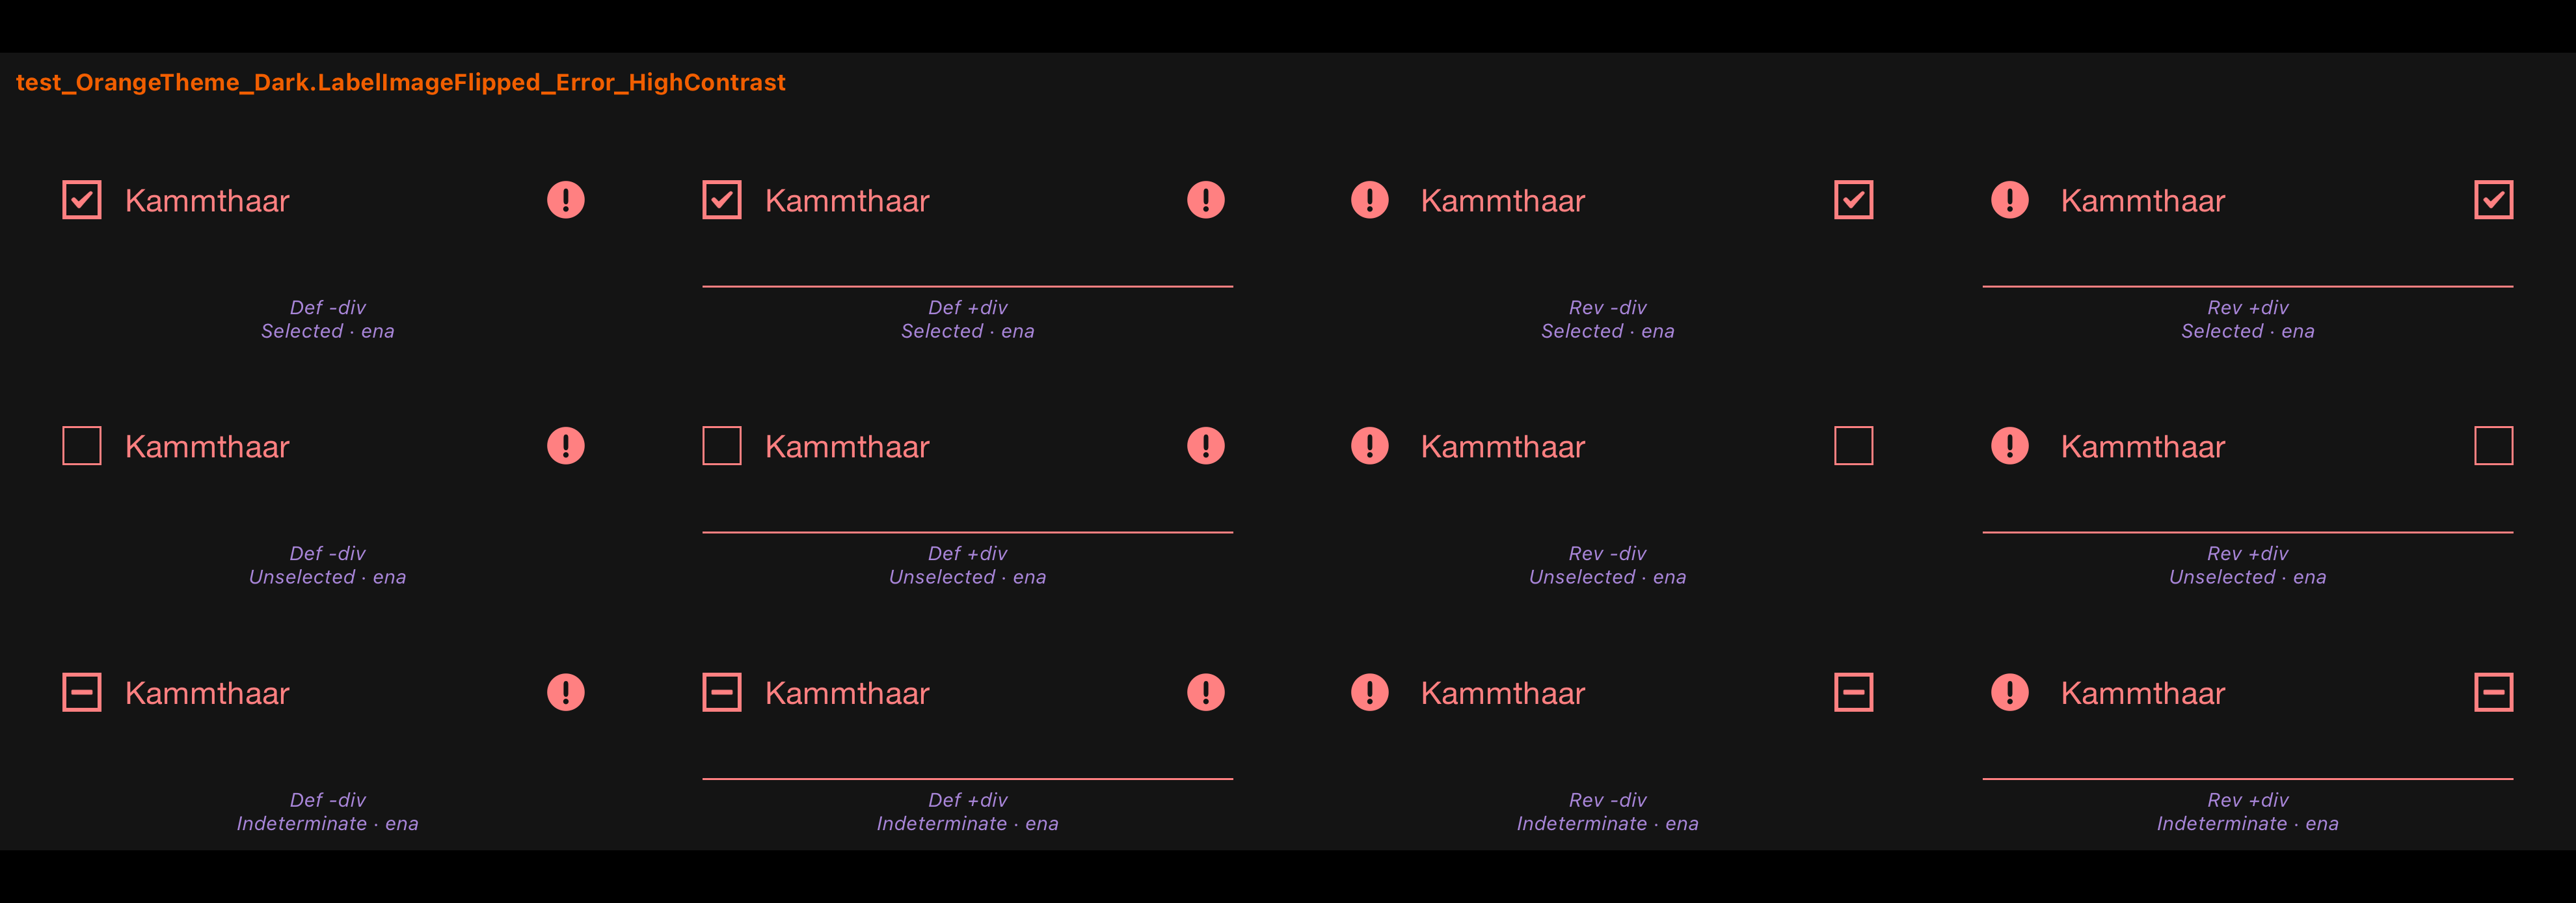 test_OrangeTheme_Dark.LabelImageFlipped_Error_HighContrast
Kammthaar
Kammthaar
Kammthaar
Kammthaar
Def -div
Selected · ena
Def +div
Selected · ena
Rev -div
Selected · ena
Rev +div
Selected · ena
Kammthaar
Kammthaar
Kammthaar
Kammthaar
Def -div
Unselected · ena
Def +div
Unselected · ena
Rev -div
Unselected · ena
Rev +div
Unselected · ena
Kammthaar
Kammthaar
Kammthaar
Kammthaar
Def -div
Indeterminate · ena
Def +div
Indeterminate · ena
Rev -div
Indeterminate · ena
Rev +div
Indeterminate · ena